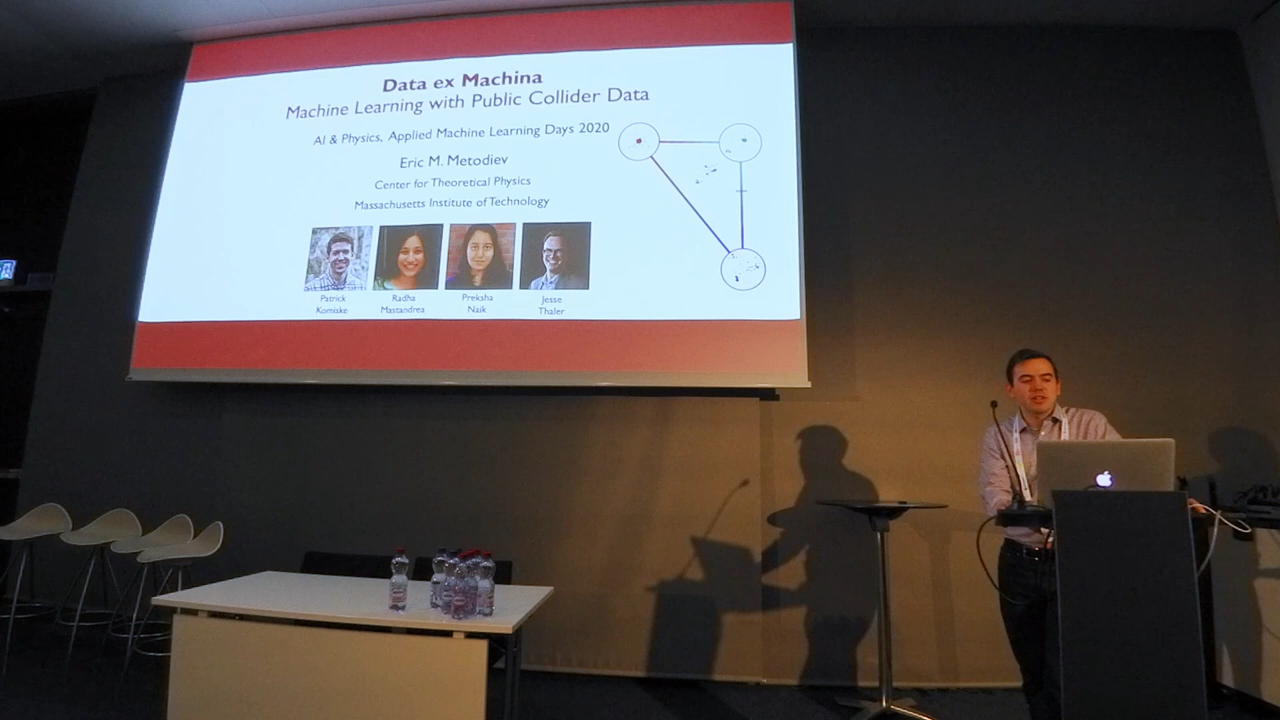 Data ex Machina
Machine Learning with Public Collider Data
AI & Physics, Applied Machine Learning Days 2020
Eric M. Metodiev
Center for Theoretical Physics
Massachusetts Institute of Technology
Patrick
Komiske
Radha
Mastandrea
Preksha
Naik
Jesse
Thaler